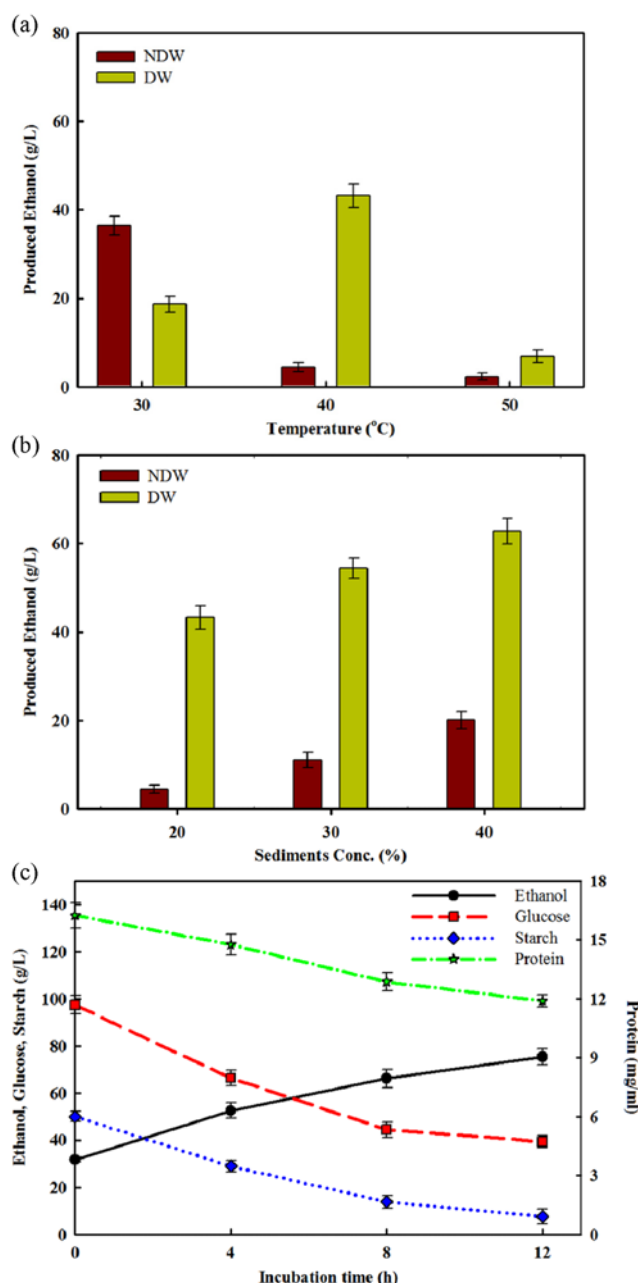 (a)
80
60
40
20
0
Produced Ethanol (g/L)
NDW
DW
30 40 50
Temperature (°C)
(b)
80
60
40
20
0
Produced Ethanol (g/L)
NDW
DW
20 30 40
Sediments Conc. (%)
(c)
140
120
100
80
60
40
20
0
Ethanol, Glucose, Starch (g/L)
Ethanol
Glucose
Starch
Protein
18
15
12
9
6
3
0
Protein (mg/ml)
0 4 8 12
Incubation time (h)